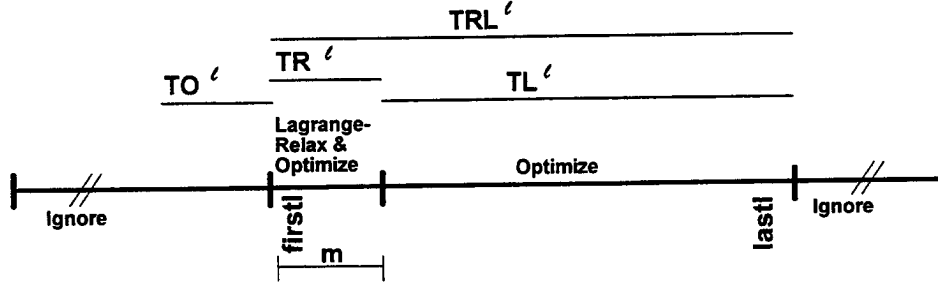 TRL ℓ
TR ℓ
TO ℓ
TL ℓ
Lagrange-
Relax &
Optimize
Optimize
Ignore
firstl
lastl
Ignore
m